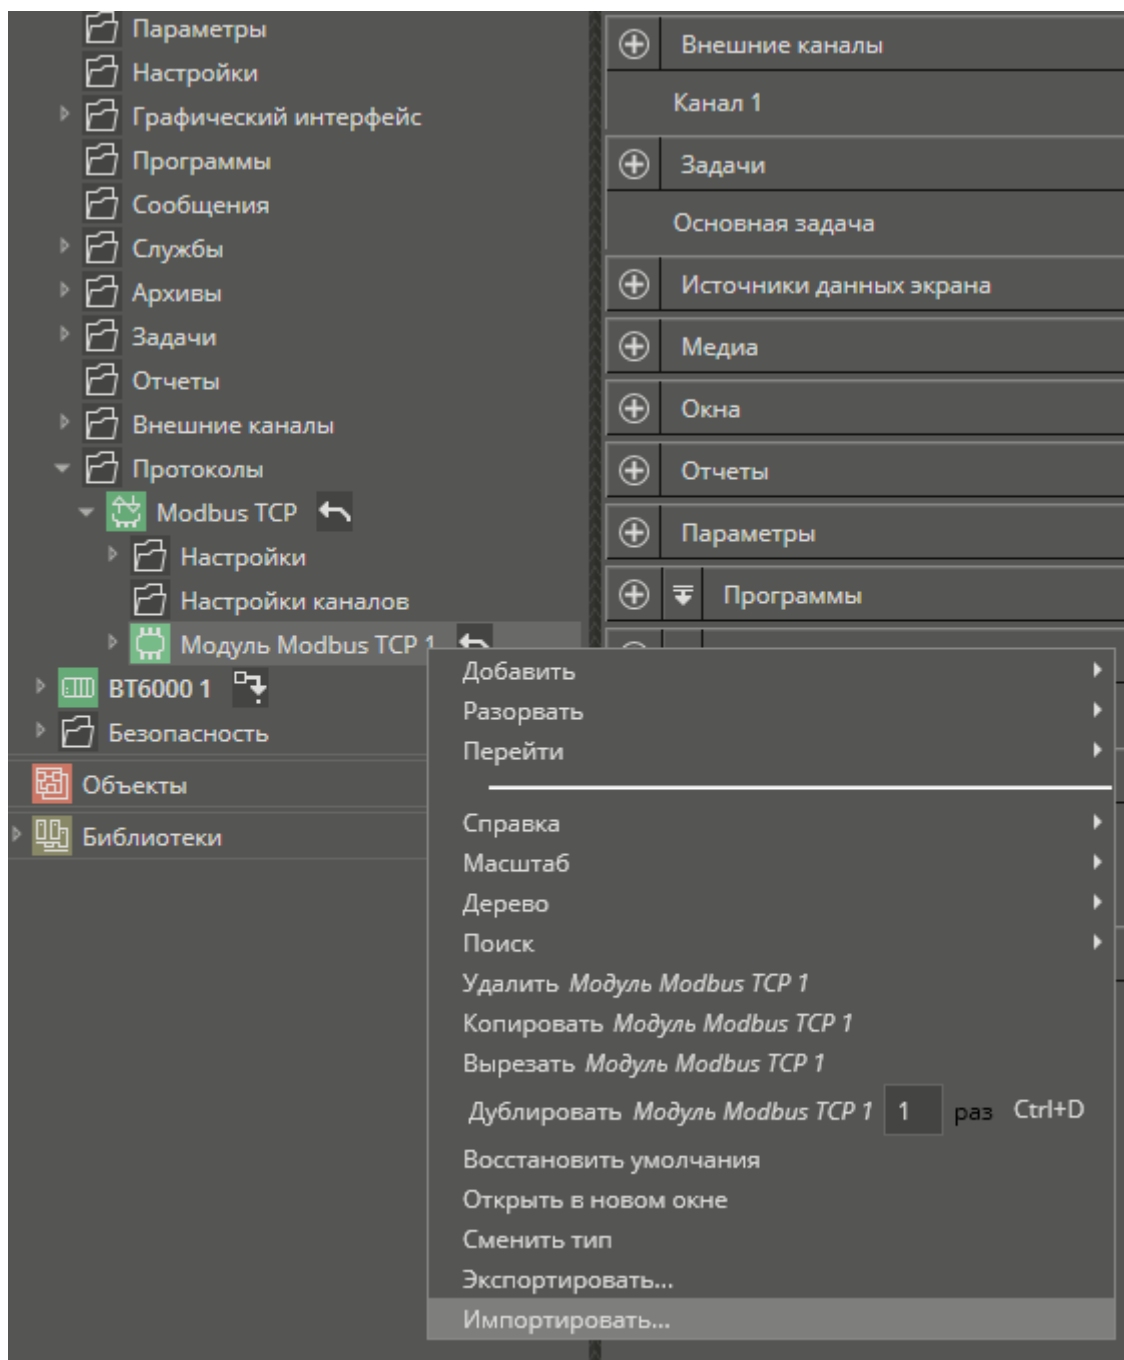 Параметры
Настройки
Графический интерфейс
Программы
Сообщения
Службы
Архивы
Задачи
Отчеты
Внешние каналы
Протоколы
Modbus TCP
Настройки
Настройки каналов
Модуль Modbus TCP 1
ВТ6000 1
Безопасность
Объекты
Библиотеки
Внешние каналы
Канал 1
Задачи
Основная задача
Источники данных экрана
Медиа
Окна
Отчеты
Параметры
Программы
Добавить
Разорвать
Перейти
Справка
Масштаб
Дерево
Поиск
Удалить Модуль Modbus TCP 1
Копировать Модуль Modbus TCP 1
Вырезать Модуль Modbus TCP 1
Дублировать Модуль Modbus TCP 1 1 раз Ctrl+D
Восстановить умолчания
Открыть в новом окне
Сменить тип
Экспортировать...
Импортировать...